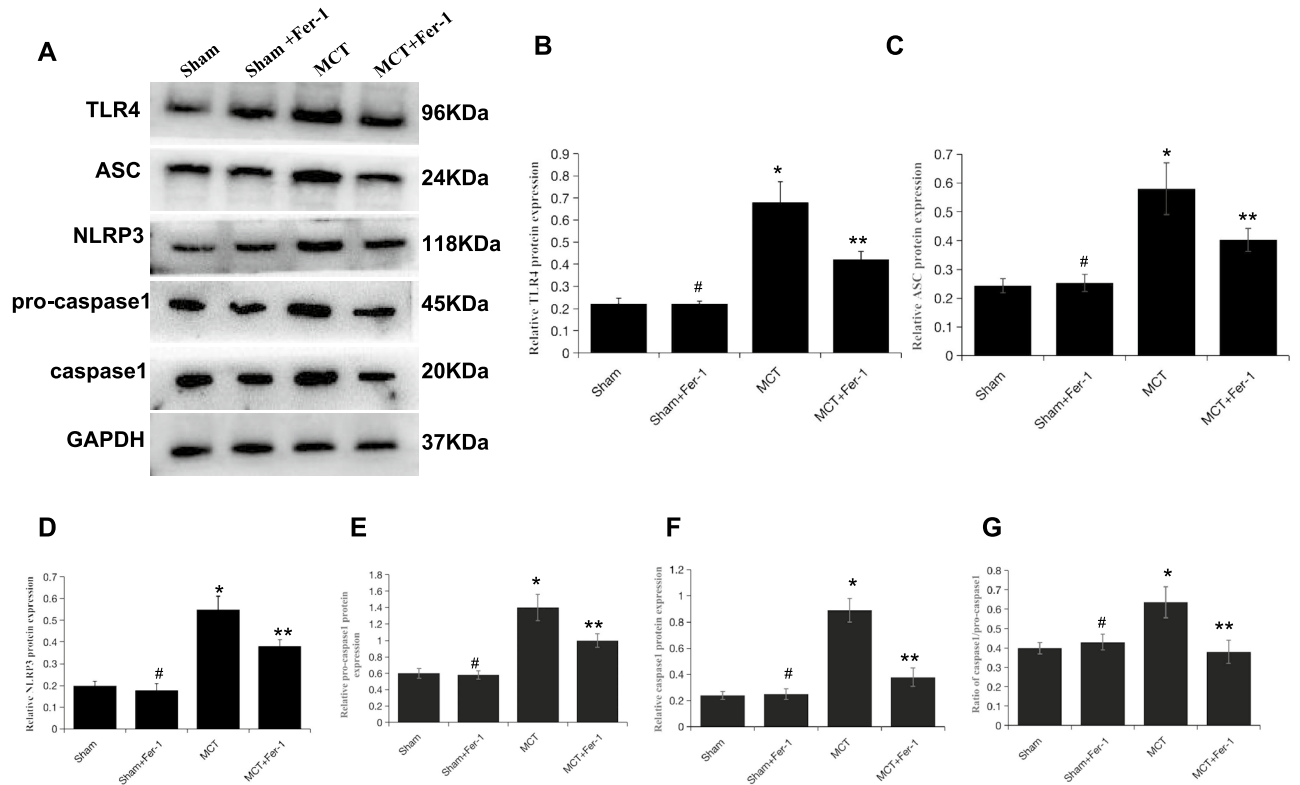 A
Sham
Sham +Fer-1
MCT
MCT+Fer-1
TLR4
96KDa
ASC
24KDa
NLRP3
118KDa
pro-caspase1
45KDa
caspase1
20KDa
GAPDH
37KDa
B
Relative TLR4 protein expression
0.9
0.8
0.7
0.6
0.5
0.4
0.3
0.2
0.1
0
#
*
**
Sham
Sham+Fer-1
MCT
MCT+Fer-1
C
Relative ASC protein expression
0.7
0.6
0.5
0.4
0.3
0.2
0.1
0
#
*
**
Sham
Sham+Fer-1
MCT
MCT+Fer-1
D
Relative NLRP3 protein expression
0.7
0.6
0.5
0.4
0.3
0.2
0.1
0
#
*
**
Sham
Sham+Fer-1
MCT
MCT+Fer-1
E
Relative pro-caspase1 protein
expression
1.8
1.6
1.4
1.2
1
0.8
0.6
0.4
0.2
0
#
*
**
Sham
Sham+Fer-1
MCT
MCT+Fer-1
F
Relative caspase1 protein expression
1.2
1
0.8
0.6
0.4
0.2
0
#
*
**
Sham
Sham+Fer-1
MCT
MCT+Fer-1
G
Ratio of caspase1/pro-caspase1
0.8
0.7
0.6
0.5
0.4
0.3
0.2
0.1
0
#
*
**
Sham
Sham+Fer-1
MCT
MCT+Fer-1